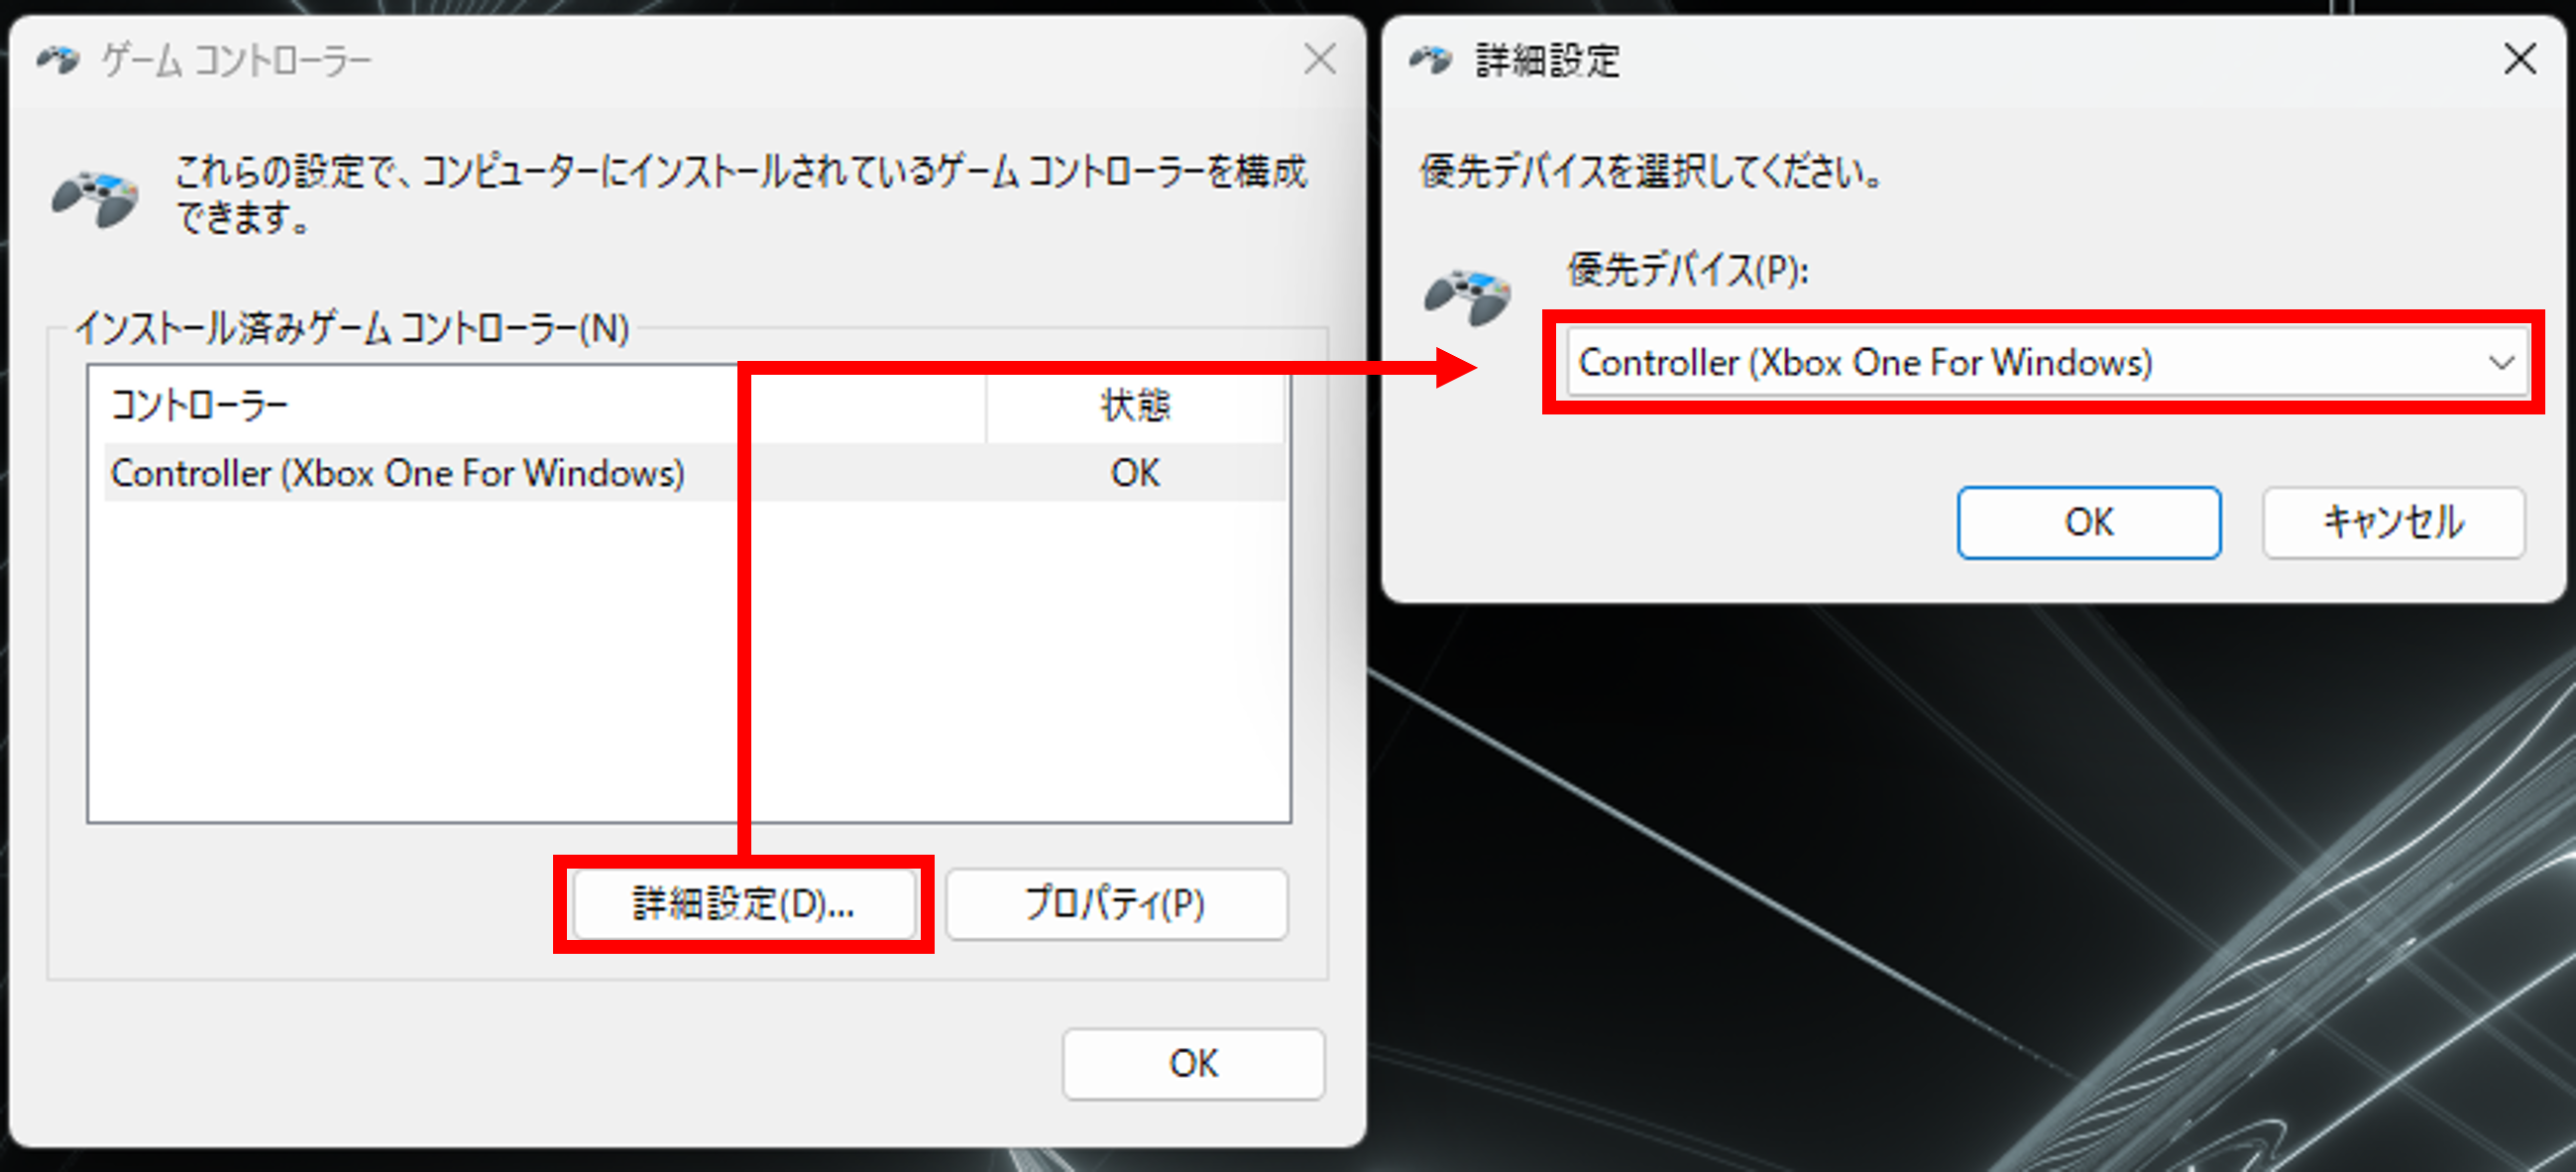 ゲーム コントローラー
これらの設定で、コンピューターにインストールされているゲーム コントローラーを構成
できます。
インストール済みゲーム コントローラー(N)
コントローラー 状態
Controller (Xbox One For Windows) OK
詳細設定(D)... プロパティ(P)
OK
詳細設定
優先デバイスを選択してください。
優先デバイス(P):
Controller (Xbox One For Windows)
OK キャンセル